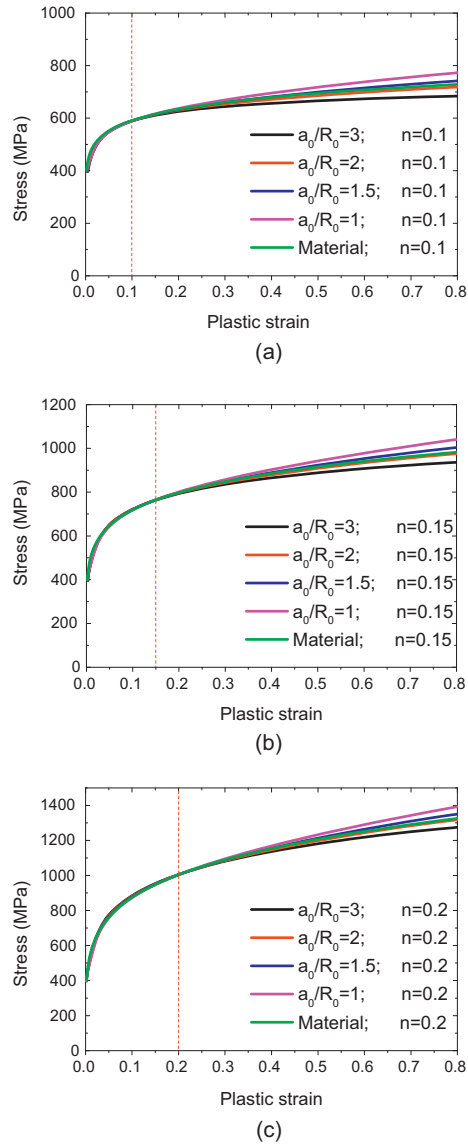 1000
800
600
400
200
0
Stress (MPa)
a0/R0=3; n=0.1
a0/R0=2; n=0.1
a0/R0=1.5; n=0.1
a0/R0=1; n=0.1
Material; n=0.1
0.0 0.1 0.2 0.3 0.4 0.5 0.6 0.7 0.8
Plastic strain
(a)
1200
1000
800
600
400
200
0
Stress (MPa)
a0/R0=3; n=0.15
a0/R0=2; n=0.15
a0/R0=1.5; n=0.15
a0/R0=1; n=0.15
Material; n=0.15
0.0 0.1 0.2 0.3 0.4 0.5 0.6 0.7 0.8
Plastic strain
(b)
1400
1200
1000
800
600
400
200
0
Stress (MPa)
a0/R0=3; n=0.2
a0/R0=2; n=0.2
a0/R0=1.5; n=0.2
a0/R0=1; n=0.2
Material; n=0.2
0.0 0.1 0.2 0.3 0.4 0.5 0.6 0.7 0.8
Plastic strain
(c)